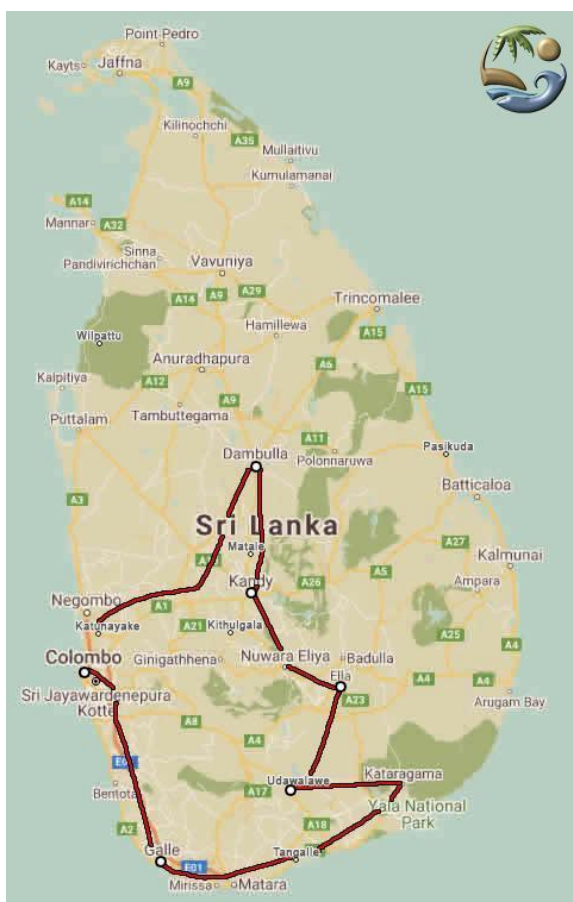 Point Pedro
Kayts
Jaffna
A9
Kilinochchi
A35
Mullaitivu
Kumulamanai
A14
Mannar
A32
Sinna
Pandivirichchan
Vavuniya
A14
A9
A29
Trincomalee
Hamillewa
A15
Wilpattu
Anuradhapura
A6
Kalpitiya
A12
A15
A9
Tambuttegama
Puttalam
A11
Dambulla
Polonnaruwa
Pasikuda
Batticaloa
A3
Sri Lanka
A27
Matale
Kalmunai
A5
Kandy
A26
Ampara
Negombo
A1
Katunayake
A21
Kithulgala
A25
Colombo
Ginigathhena
Nuwara Eliya
Badulla
Ella
A4
A4
Sri Jayawardenepura
Kotte
A23
Arugam Bay
A8
A4
Kataragama
Udawalawe
Bentota
A17
Yala National
Park
A2
A18
Galle
Tangalle
E01
Mirissa
Matara